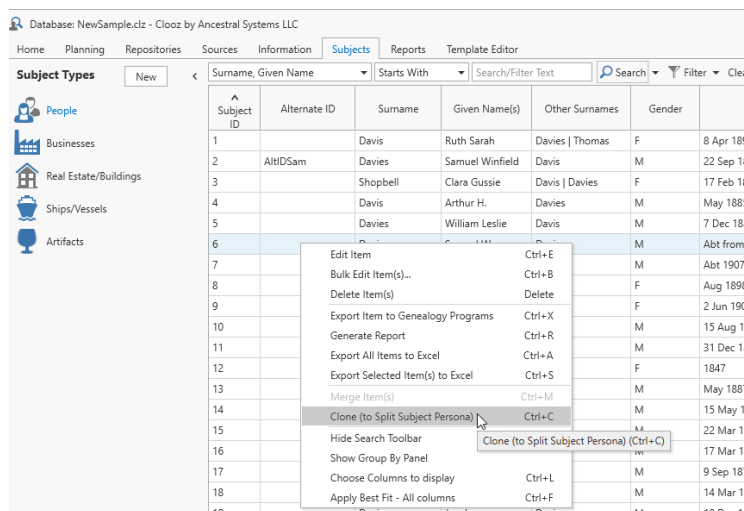 Database: NewSample.clz - Clooz by Ancestral Systems LLC
Home Planning Repositories Sources Information Subjects Reports Template Editor
Subject Types New < Surname, Given Name Starts With Search/Filter Text Search Filter
People
Businesses
Real Estate/Buildings
Ships/Vessels
Artifacts
Subject ID Alternate ID Surname Given Name(s) Other Surnames Gender
1 Davis Ruth Sarah Davies | Thomas F 8 Apr 189
2 AltIDSam Davies Samuel Winfield Davis M 22 Sep 1
3 Shopbell Clara Gussie Davis | Davies F 17 Feb 18
4 Davis Arthur H. Davies M May 188
5 Davies William Leslie Davis M 7 Dec 18
6 M Abt from
7 M Abt 1907
8 F Aug 1898
9 F 2 Jun 190
10 M 15 Aug 1
11 M 31 Dec 1
12 F 1847
13 M May 188
14 M 15 May 1
15 M 22 Mar 1
16 M 17 Mar 1
17 M 9 Sep 18
18 M 14 Mar 1
Edit Item Ctrl+E
Bulk Edit Item(s)... Ctrl+B
Delete Item(s) Delete
Export Item to Genealogy Programs Ctrl+X
Generate Report Ctrl+R
Export All Items to Excel Ctrl+A
Export Selected Item(s) to Excel Ctrl+S
Merge Item(s) Ctrl+M
Clone (to Split Subject Persona) Ctrl+C
Clone (to Split Subject Persona) (Ctrl+C)
Hide Search Toolbar
Show Group By Panel
Choose Columns to display Ctrl+L
Apply Best Fit - All columns Ctrl+F